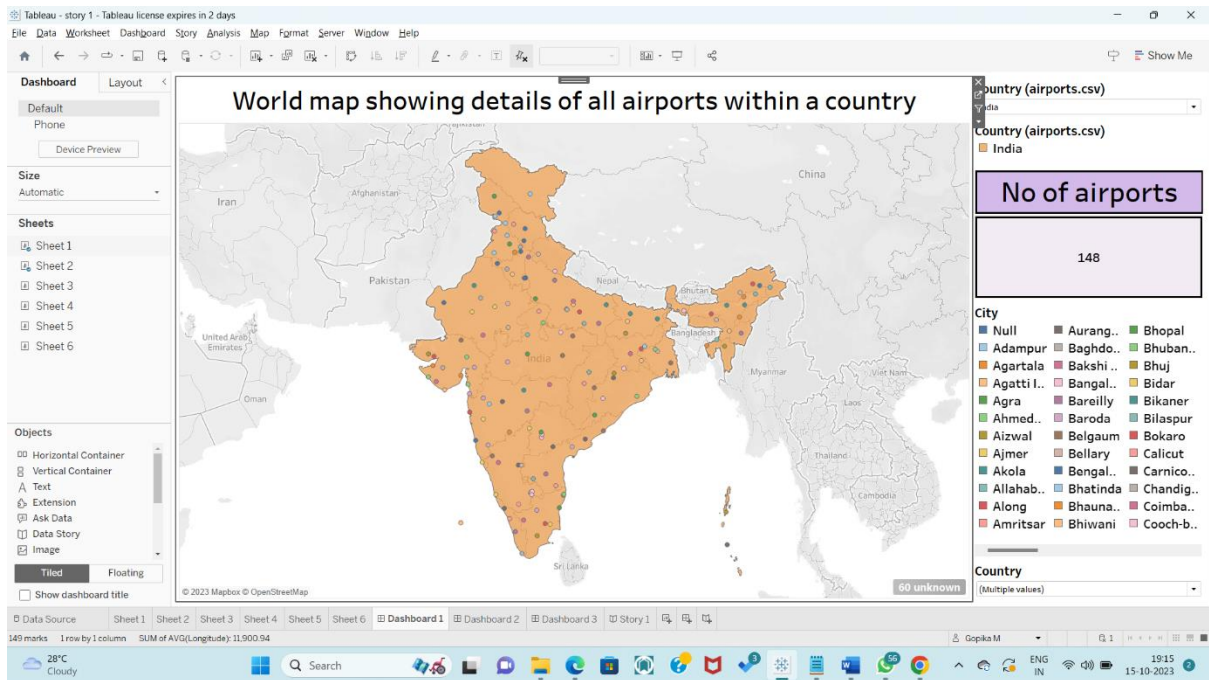 Tableau - story 1 - Tableau license expires in 2 days
File Data Worksheet Dashboard Story Analysis Map Format Server Window Help
Show Me
Dashboard Layout
Default
Phone
Device Preview
Size
Automatic
Sheets
Sheet 1
Sheet 2
Sheet 3
Sheet 4
Sheet 5
Sheet 6
Objects
Horizontal Container
Vertical Container
Text
Extension
Ask Data
Data Story
Image
Tiled Floating
Show dashboard title
World map showing details of all airports within a country
Iran
Afghanistan
China
Pakistan
Nepal
Bhutan
United Arab
Emirates
India
Bangladesh
Oman
Myanmar
Viet Nam
Laos
Thailand
Cambodia
Sri Lanka
© 2023 Mapbox © OpenStreetMap
60 unknown
Country (airports.csv)
India
No of airports
148
City
Null Aurang.. Bhopal
Adampur Baghdo.. Bhuban..
Agartala Bakshi .. Bhuj
Agatti I.. Bangal.. Bidar
Agra Bareilly Bikaner
Ahmed.. Baroda Bilaspur
Aizwal Belgaum Bokaro
Ajmer Bellary Calicut
Akola Bengal.. Carnico..
Allahab.. Bhatinda Chandig..
Along Bhauna.. Coimba..
Amritsar Bhiwani Cooch-b..
Country
(Multiple values)
Data Source Sheet 1 Sheet 2 Sheet 3 Sheet 4 Sheet 5 Sheet 6 Dashboard 1 Dashboard 2 Dashboard 3 Story 1
149 marks 1 row by 1 column SUM of AVG(Longitude): 11,900.94
Gopika M
1
28°C
Cloudy
Search
3
56
ENG
IN
19:15
15-10-2023
2